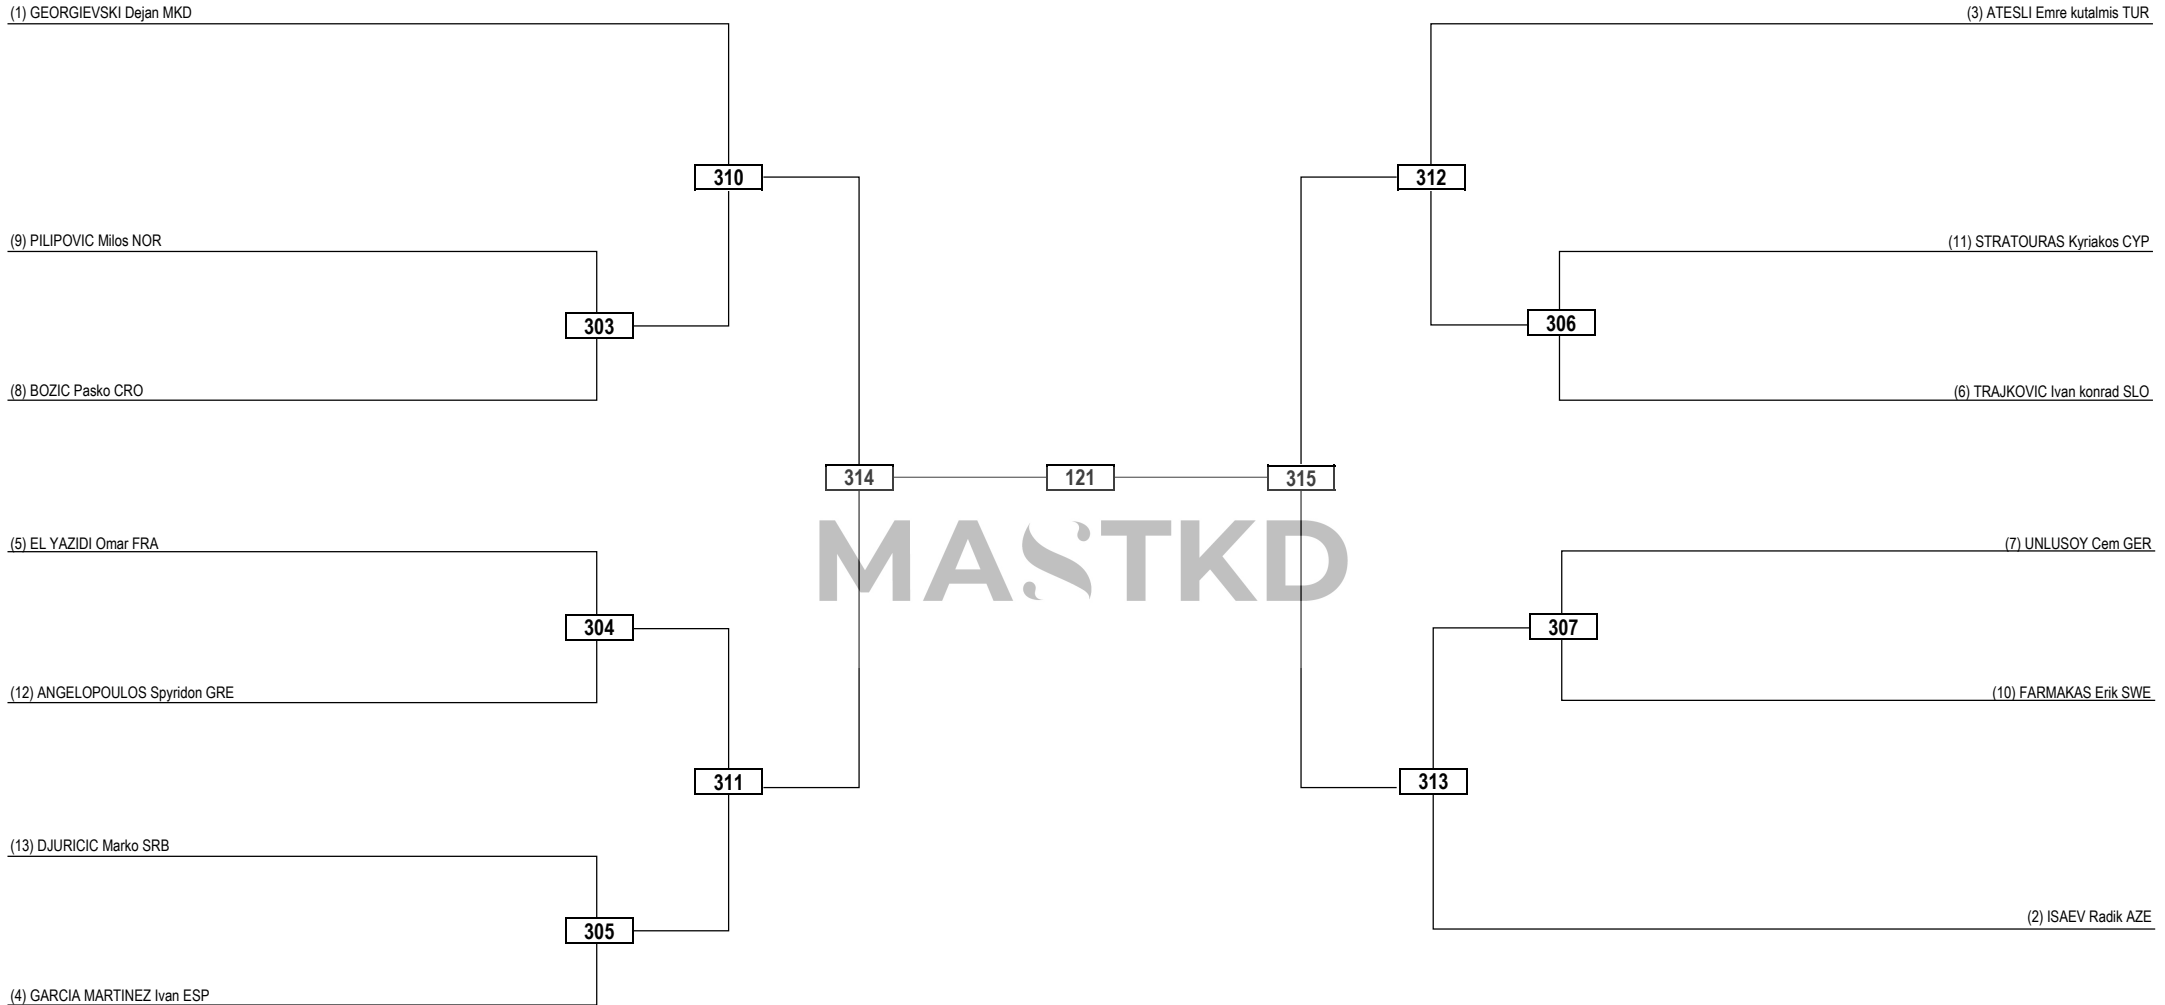 (1) GEORGIEVSKI Dejan MKD
(3) ATESLI Emre kutalmis TUR
310
312
(9) PILIPOVIC Milos NOR
(11) STRATOURAS Kyriakos CYP
303
306
(8) BOZIC Pasko CRO
(6) TRAJKOVIC Ivan konrad SLO
314
121
315
MASTKD
(5) EL YAZIDI Omar FRA
(7) UNLUSOY Cem GER
304
307
(12) ANGELOPOULOS Spyridon GRE
(10) FARMAKAS Erik SWE
311
313
(13) DJURICIC Marko SRB
(2) ISAEV Radik AZE
305
(4) GARCIA MARTINEZ Ivan ESP